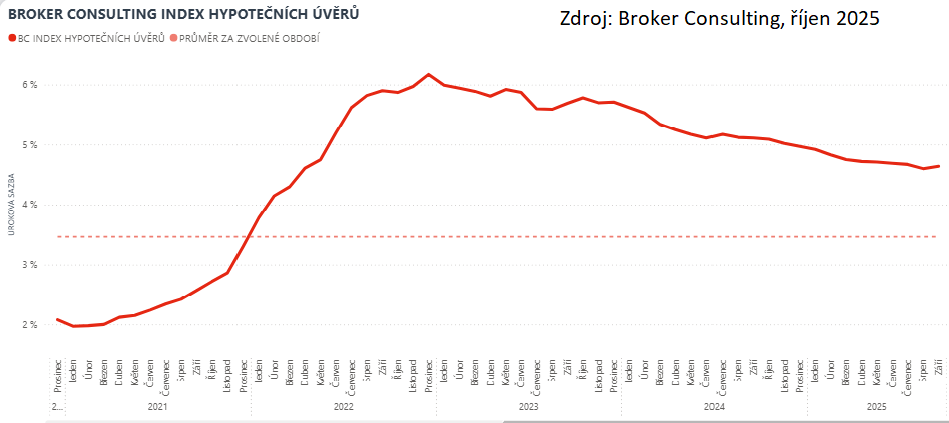 BROKER CONSULTING INDEX HYPOTEČNÍCH ÚVĚRŮ
Zdroj: Broker Consulting, říjen 2025
BC INDEX HYPOTEČNÍCH ÚVĚRŮ PRŮMĚR ZA ZVOLENÉ OBDOBÍ
6 %
5 %
4 %
3 %
2 %
ÚROKOVÁ SAZBA
Prosinec Leden Únor Březen Duben Květen Červen Červenec Srpen Září Říjen Listopad Prosinec Leden Únor Březen Duben Květen Červen Červenec Srpen Září Říjen Listopad Prosinec Leden Únor Březen Duben Květen Červen Červenec Srpen Září Říjen Listopad Prosinec Leden Únor Březen Duben Květen Červen Červenec Srpen Září Říjen Listopad Prosinec Leden Únor Březen Duben Květen Červen Červenec Srpen Září
2... 2021 2022 2023 2024 2025